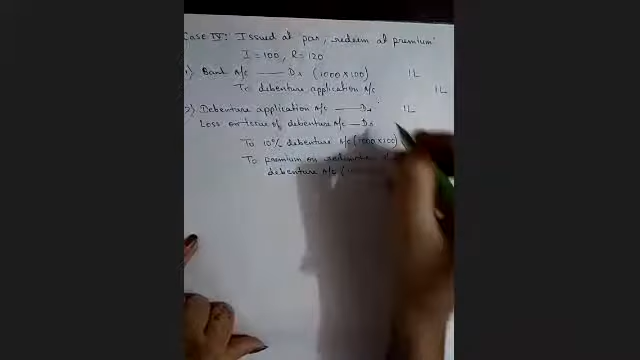 Case IV: Issued at par, redeem at premium
I = 100, R = 120
1) Bank A/c —— Dr (1000×100) 1L
To debenture application A/c 1L
2) Debenture application A/c —— Dr 1L
Loss on issue of debenture A/c — Dr
To 10% debenture A/c (1000×100)
To premium on
debenture A/c (